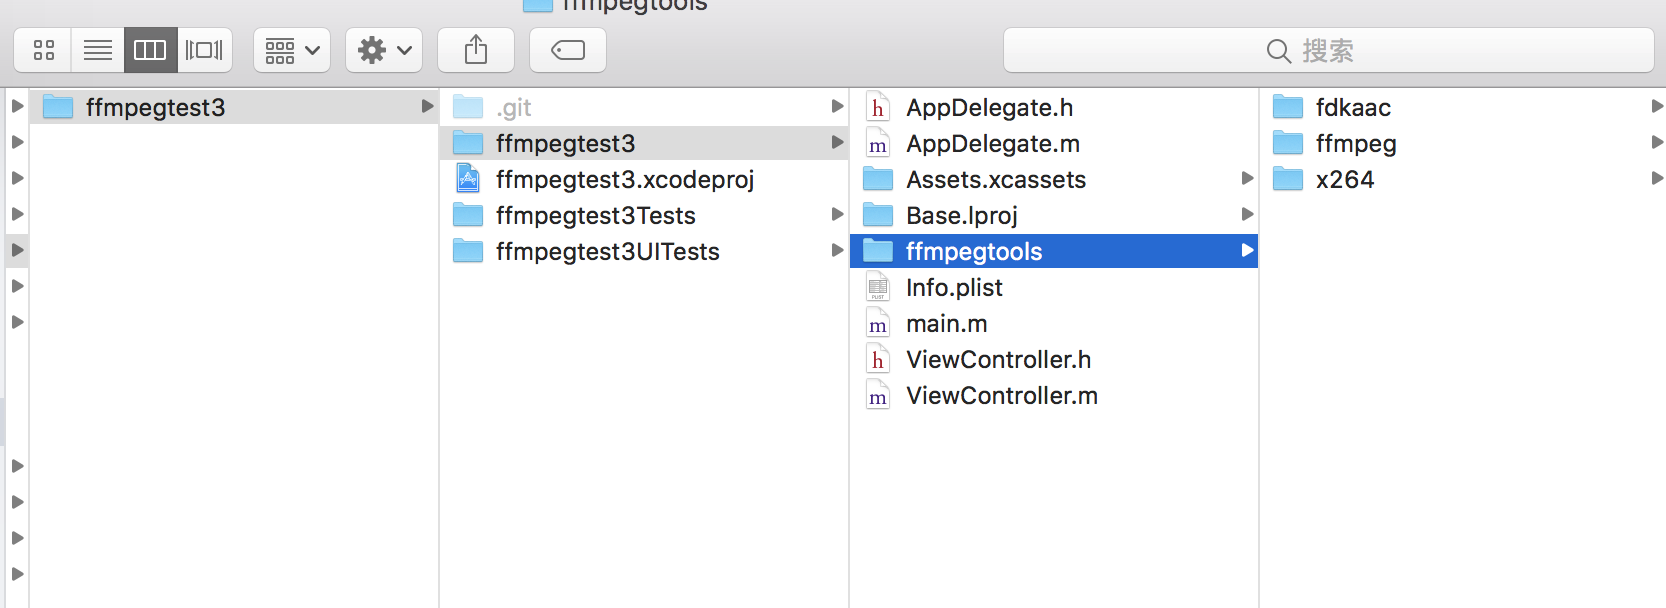 ffmpegtools
搜索
ffmpegtest3
.git
ffmpegtest3
ffmpegtest3.xcodeproj
ffmpegtest3Tests
ffmpegtest3UITests
h AppDelegate.h
m AppDelegate.m
Assets.xcassets
Base.lproj
ffmpegtools
PLIST Info.plist
m main.m
h ViewController.h
m ViewController.m
fdkaac
ffmpeg
x264